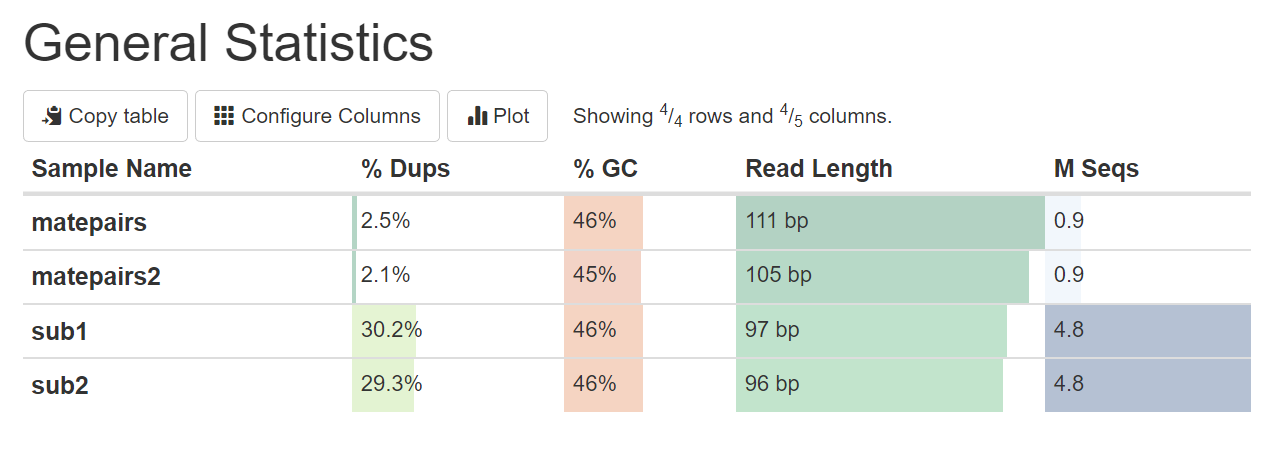 General Statistics
Copy table Configure Columns Plot Showing 4/4 rows and 4/5 columns.
Sample Name % Dups % GC Read Length M Seqs
matepairs 2.5% 46% 111 bp 0.9
matepairs2 2.1% 45% 105 bp 0.9
sub1 30.2% 46% 97 bp 4.8
sub2 29.3% 46% 96 bp 4.8